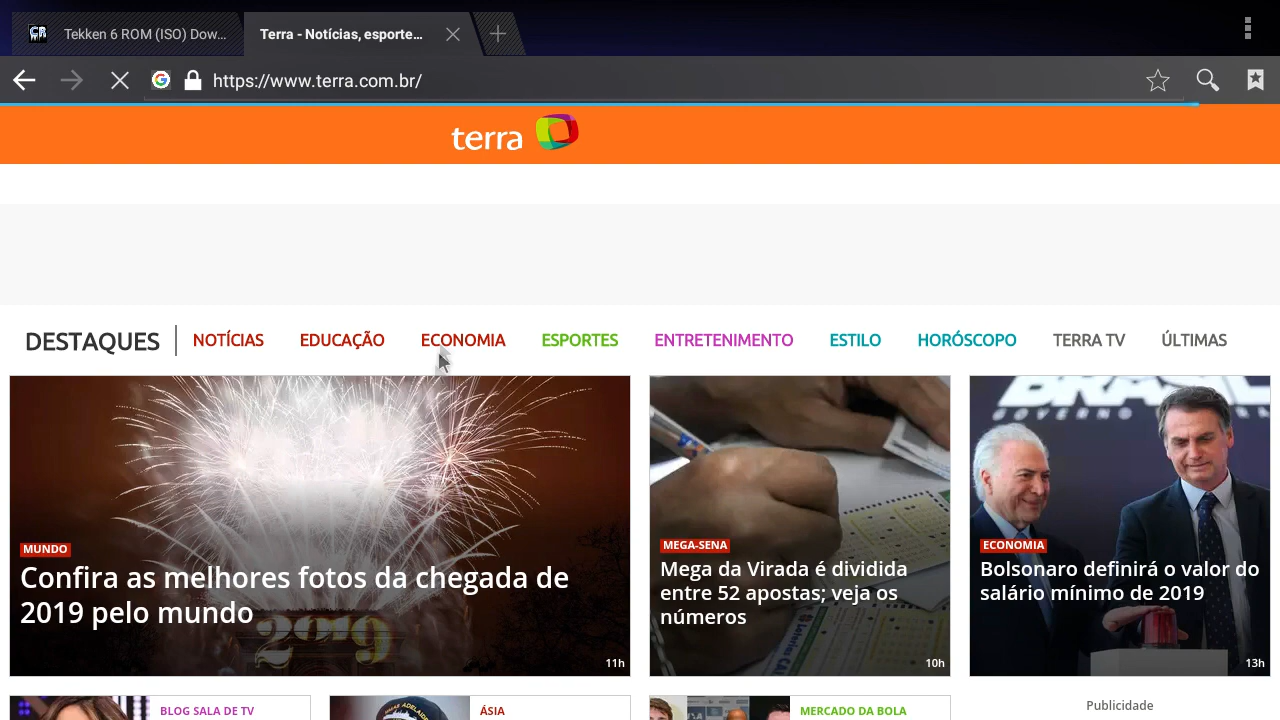 Tekken 6 ROM (ISO) Dow...
Terra - Notícias, esporte...
https://www.terra.com.br/
terra
DESTAQUES
NOTÍCIAS
EDUCAÇÃO
ECONOMIA
ESPORTES
ENTRETENIMENTO
ESTILO
HORÓSCOPO
TERRA TV
ÚLTIMAS
MUNDO
Confira as melhores fotos da chegada de
2019 pelo mundo
2019
11h
MEGA-SENA
Mega da Virada é dividida
entre 52 apostas; veja os
números
10h
BRASIL
ECONOMIA
Bolsonaro definirá o valor do
salário mínimo de 2019
13h
BLOG SALA DE TV
ÁSIA
MERCADO DA BOLA
Publicidade